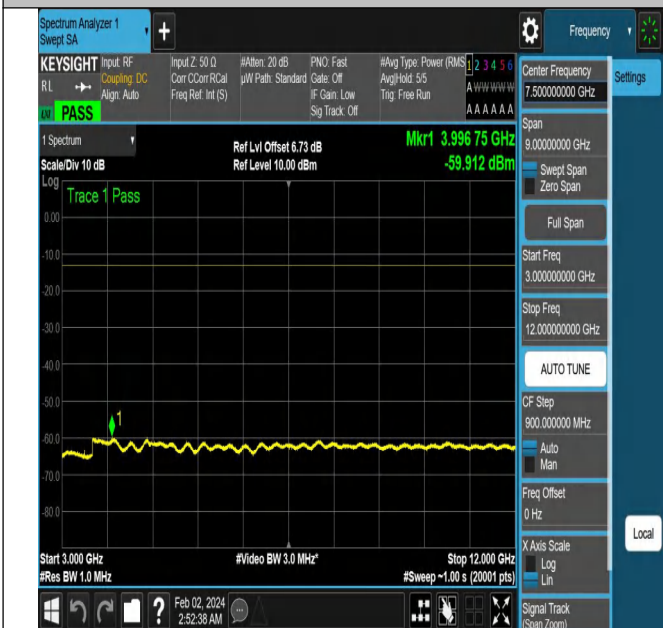 Spectrum Analyzer 1
Swept SA
+
Frequency
KEYSIGHT
Input: RF
Coupling: DC
Align: Auto
Input Z: 50 Ω
Corr CCorr RCal
Freq Ref: Int (S)
#Atten: 20 dB
µW Path: Standard
PNO: Fast
Gate: Off
IF Gain: Low
Sig Track: Off
#Avg Type: Power (RMS
Avg|Hold: 5/5
Trig: Free Run
1 2 3 4 5 6
A W W W W W
A A A A A A
RL
PASS
Center Frequency
7.500000000 GHz
Settings
Span
9.00000000 GHz
Swept Span
Zero Span
Full Span
Start Freq
3.000000000 GHz
Stop Freq
12.000000000 GHz
AUTO TUNE
CF Step
900.000000 MHz
Auto
Man
Freq Offset
0 Hz
X Axis Scale
Log
Lin
Signal Track
(Span Zoom)
Local
1 Spectrum
Scale/Div 10 dB
Ref Lvl Offset 6.73 dB
Ref Level 10.00 dBm
Mkr1 3.996 75 GHz
-59.912 dBm
Log
Trace 1 Pass
0.00
-10.0
-20.0
-30.0
-40.0
-50.0
1
-60.0
-70.0
-80.0
Start 3.000 GHz
#Video BW 3.0 MHz*
Stop 12.000 GHz
#Res BW 1.0 MHz
#Sweep ~1.00 s (20001 pts)
?
Feb 02, 2024
2:52:38 AM